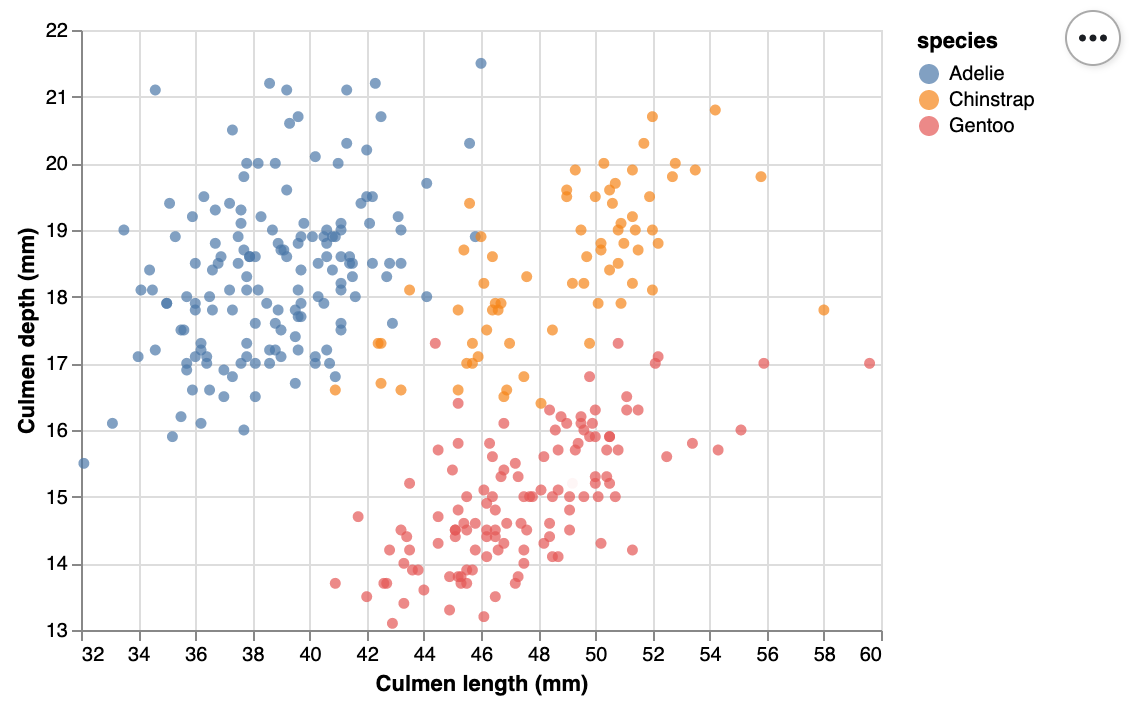 species
Adelie
Chinstrap
Gentoo
Culmen depth (mm)
22
21
20
19
18
17
16
15
14
13
32 34 36 38 40 42 44 46 48 50 52 54 56 58 60
Culmen length (mm)